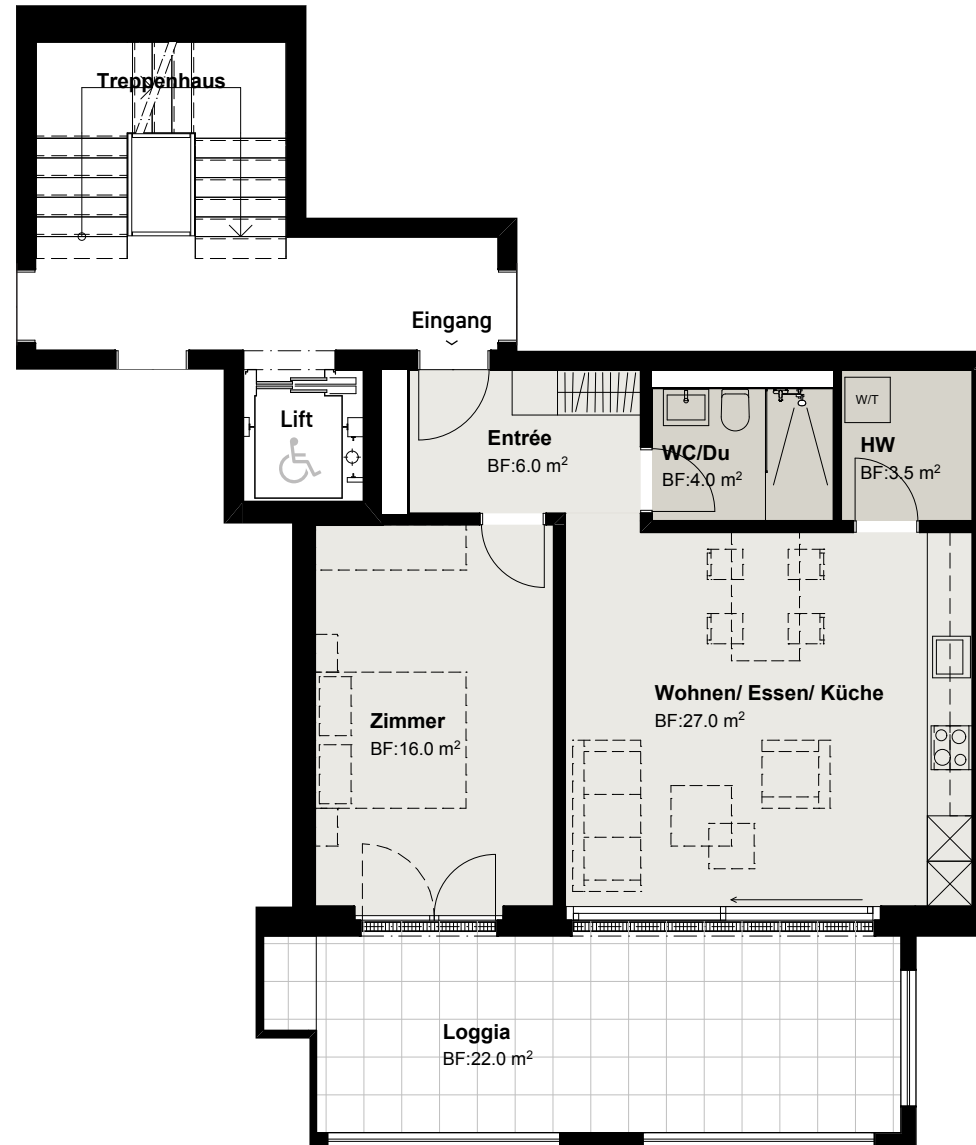 Treppenhaus
Eingang
Lift
Entrée
BF:6.0 m²
WC/Du
BF:4.0 m²
W/T
HW
BF:3.5 m²
Zimmer
BF:16.0 m²
Wohnen/ Essen/ Küche
BF:27.0 m²
Loggia
BF:22.0 m²